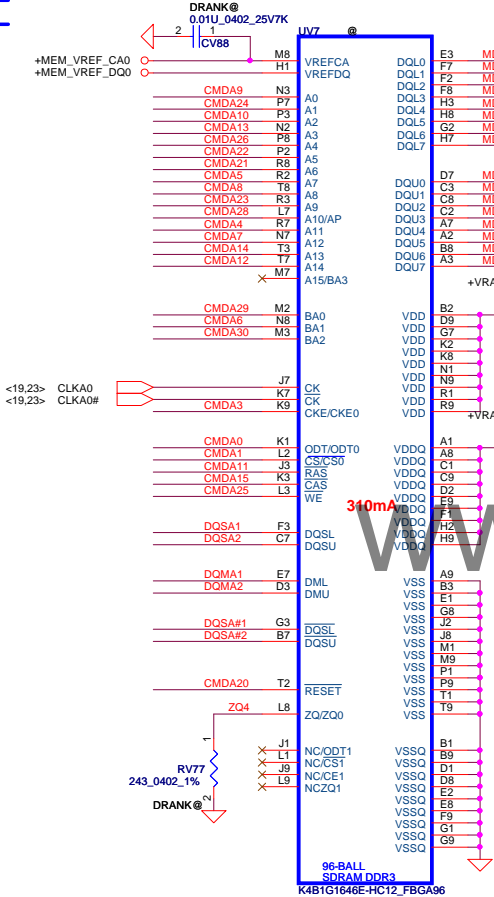 DRANK@
0.01U_0402_25V7K
2 1
CV88
UV7 @
+MEM_VREF_CA0 M8 VREFCA
+MEM_VREF_DQ0 H1 VREFDQ
CMDA9 N3 A0
CMDA24 P7 A1
CMDA10 P3 A2
CMDA13 N2 A3
CMDA26 P8 A4
CMDA22 P2 A5
CMDA21 R8 A6
CMDA5 R2 A7
CMDA8 T8 A8
CMDA23 R3 A9
CMDA28 L7 A10/AP
CMDA4 R7 A11
CMDA7 N7 A12
CMDA14 T3 A13
CMDA12 T7 A14
M7 A15/BA3
CMDA29 M2 BA0
CMDA6 N8 BA1
CMDA30 M3 BA2
<19,23> CLKA0 J7 CK
<19,23> CLKA0# K7 CK
CMDA3 K9 CKE/CKE0
CMDA0 K1 ODT/ODT0
CMDA1 L2 CS/CS0
CMDA11 J3 RAS
CMDA15 K3 CAS
CMDA25 L3 WE
DQSA1 F3 DQSL
DQSA2 C7 DQSU
DQMA1 E7 DML
DQMA2 D3 DMU
DQSA#1 G3 DQSL
DQSA#2 B7 DQSU
CMDA20 T2 RESET
ZQ4 L8 ZQ/ZQ0
J1 NC/ODT1
L1 NC/CS1
J9 NC/CE1
L9 NCZQ1
1
RV77
243_0402_1%
2
DRANK@
DQL0 E3
DQL1 F7
DQL2 F2
DQL3 F8
DQL4 H3
DQL5 H8
DQL6 G2
DQL7 H7
DQU0 D7
DQU1 C3
DQU2 C8
DQU3 C2
DQU4 A7
DQU5 A2
DQU6 B8
DQU7 A3
+VRA
VDD B2
VDD D9
VDD G7
VDD K2
VDD K8
VDD N1
VDD N9
VDD R1
VDD R9
+VRA
VDDQ A1
VDDQ A8
VDDQ C1
VDDQ C9
VDDQ D2
VDDQ E9
VDDQ F1
VDDQ H2
VDDQ H9
310mA
VSS A9
VSS B3
VSS E1
VSS G8
VSS J2
VSS J8
VSS M1
VSS M9
VSS P1
VSS P9
VSS T1
VSS T9
VSSQ B1
VSSQ B9
VSSQ D1
VSSQ D8
VSSQ E2
VSSQ E8
VSSQ F9
VSSQ G1
VSSQ G9
96-BALL
SDRAM DDR3
K4B1G1646E-HC12_FBGA96